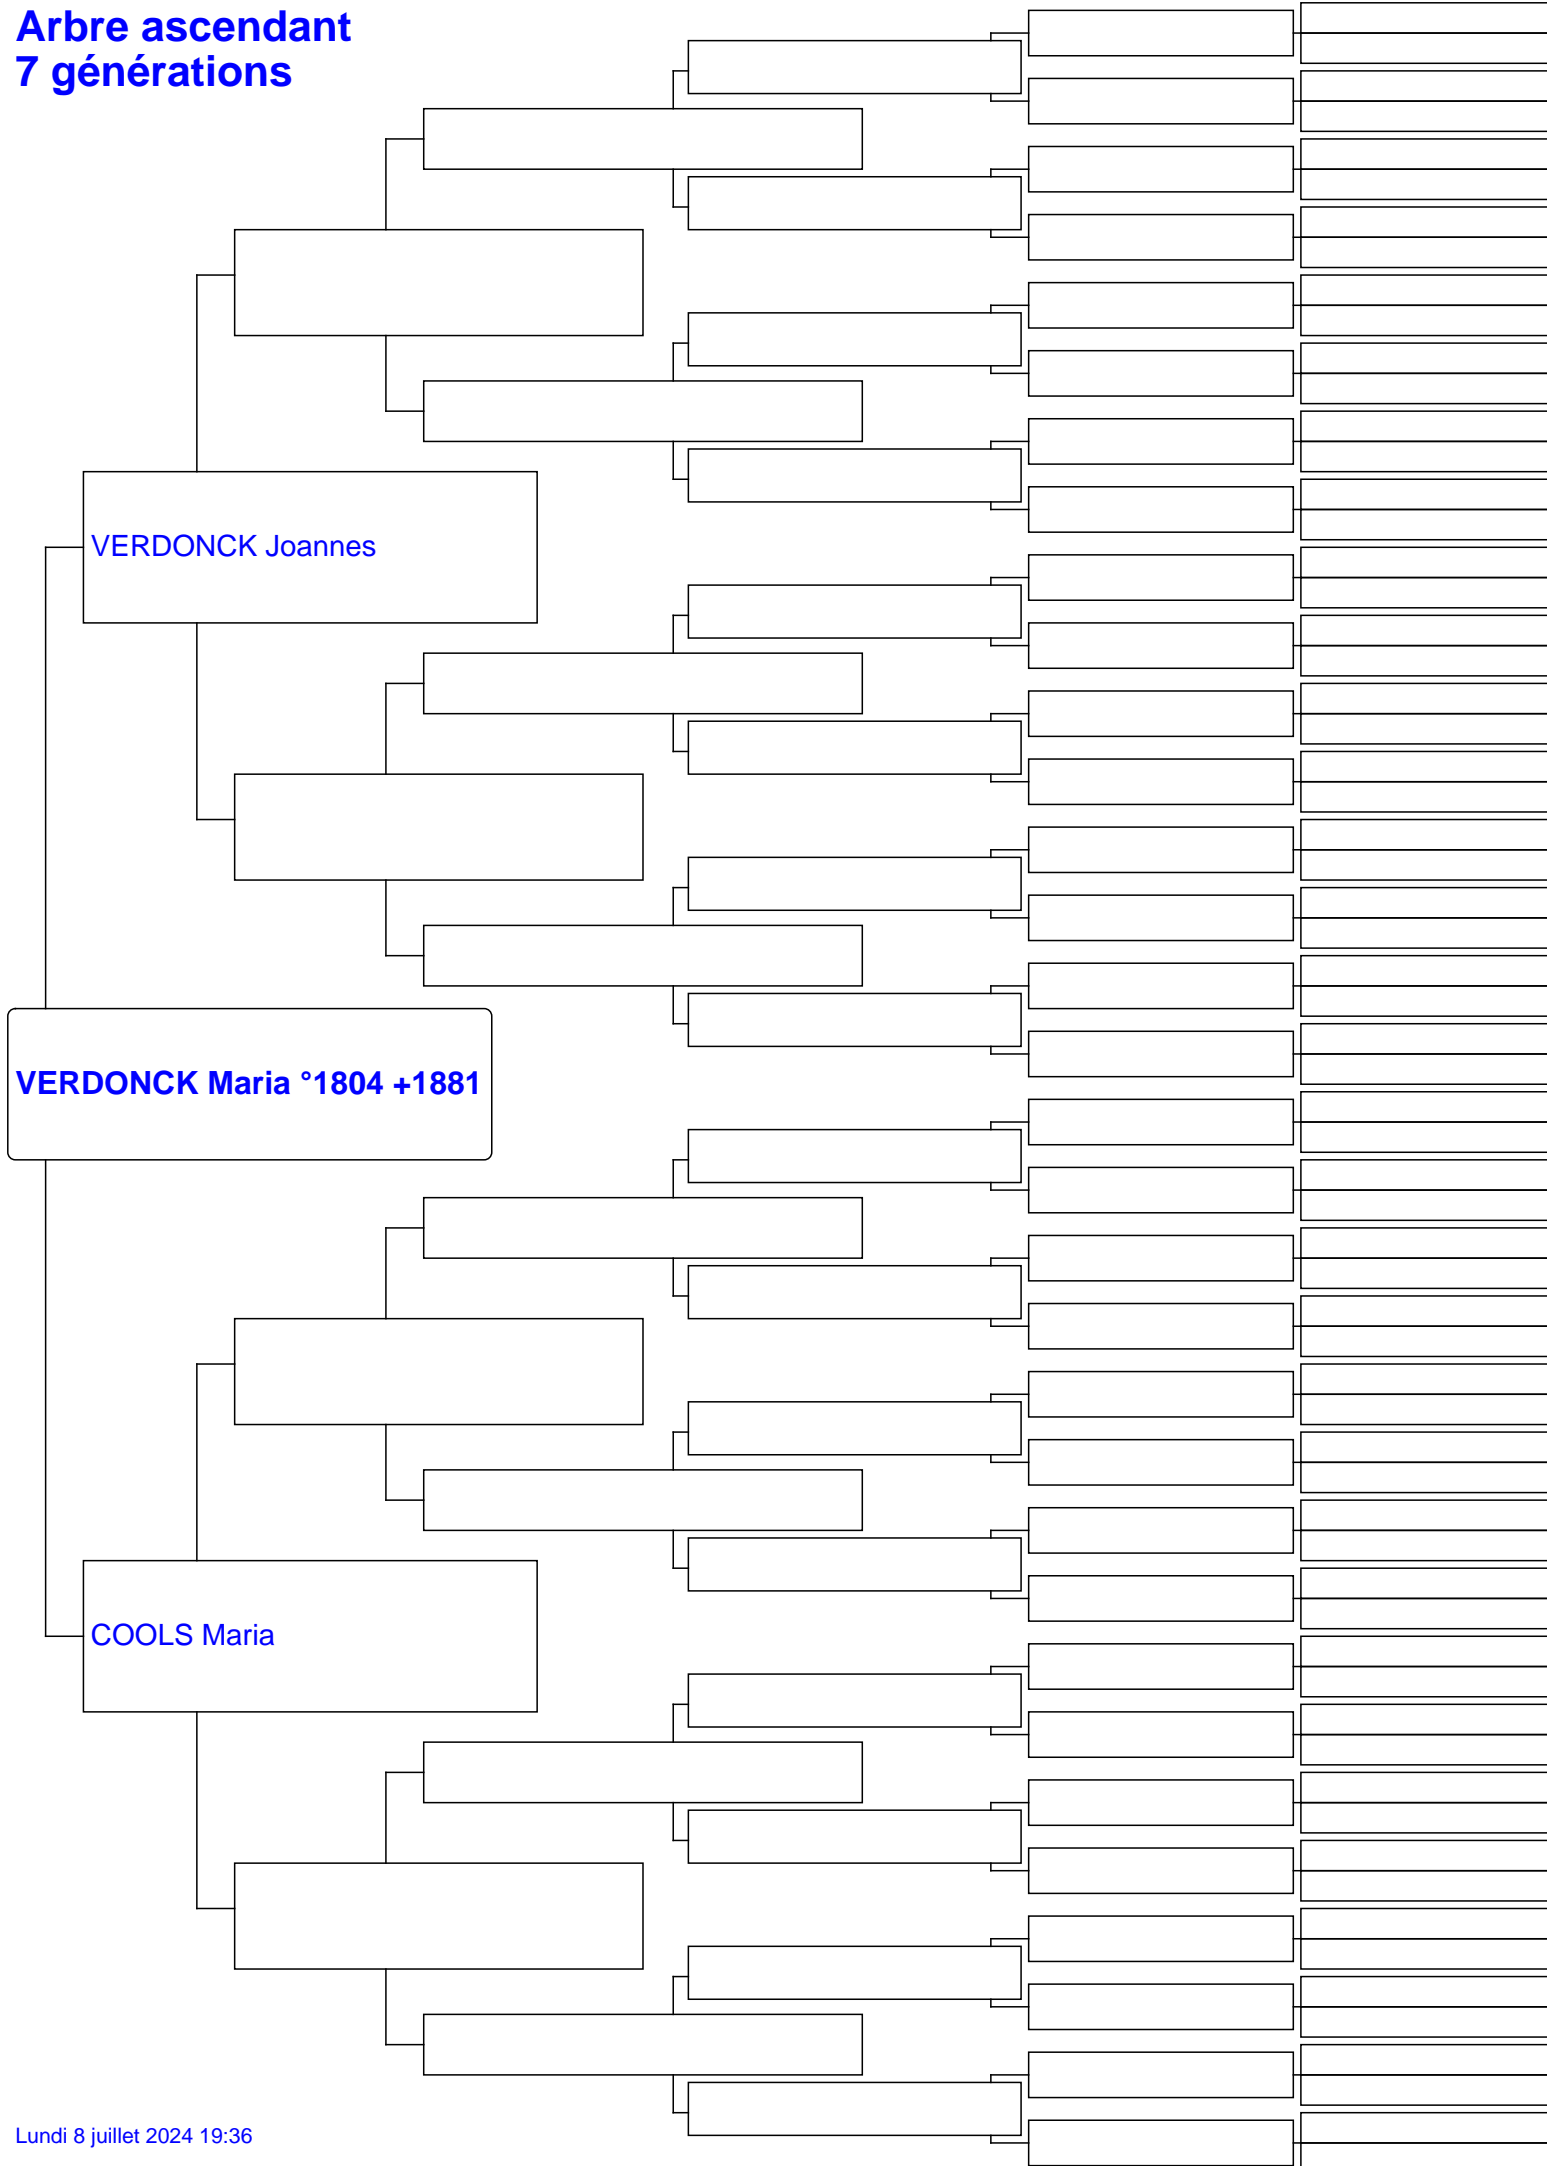 Arbre ascendant
7 générations
VERDONCK Joannes
VERDONCK Maria °1804 +1881
COOLS Maria
Lundi 8 juillet 2024 19:36